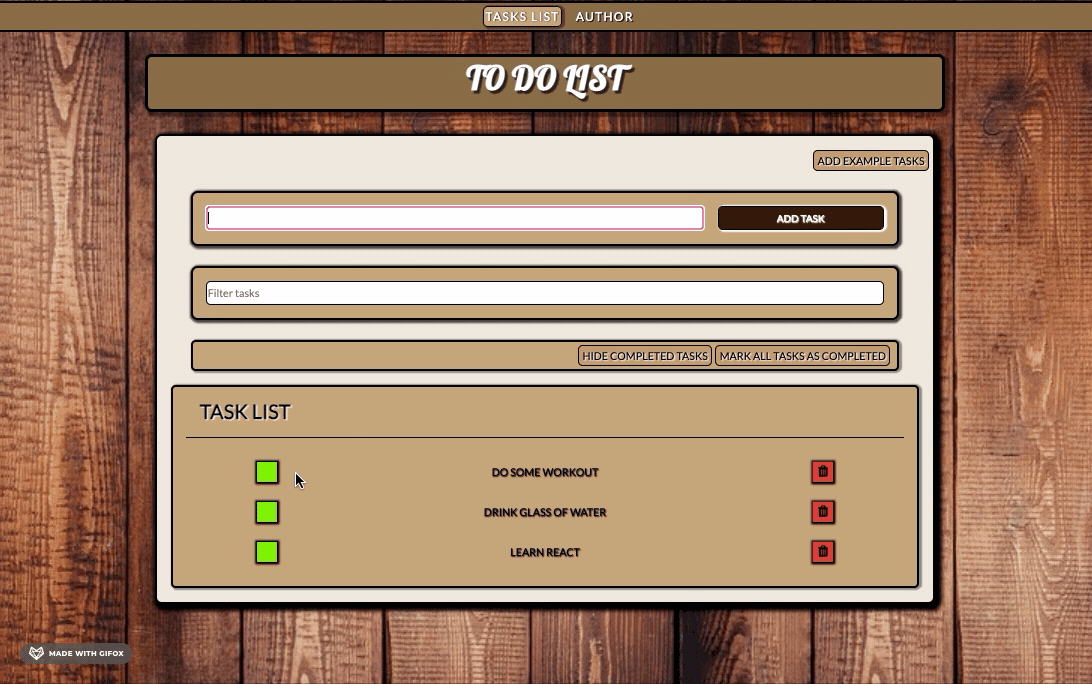 TASKS LIST AUTHOR
TO DO LIST
ADD EXAMPLE TASKS
ADD TASK
Filter tasks
HIDE COMPLETED TASKS MARK ALL TASKS AS COMPLETED
TASK LIST
DO SOME WORKOUT
DRINK GLASS OF WATER
LEARN REACT
MADE WITH GIFOX